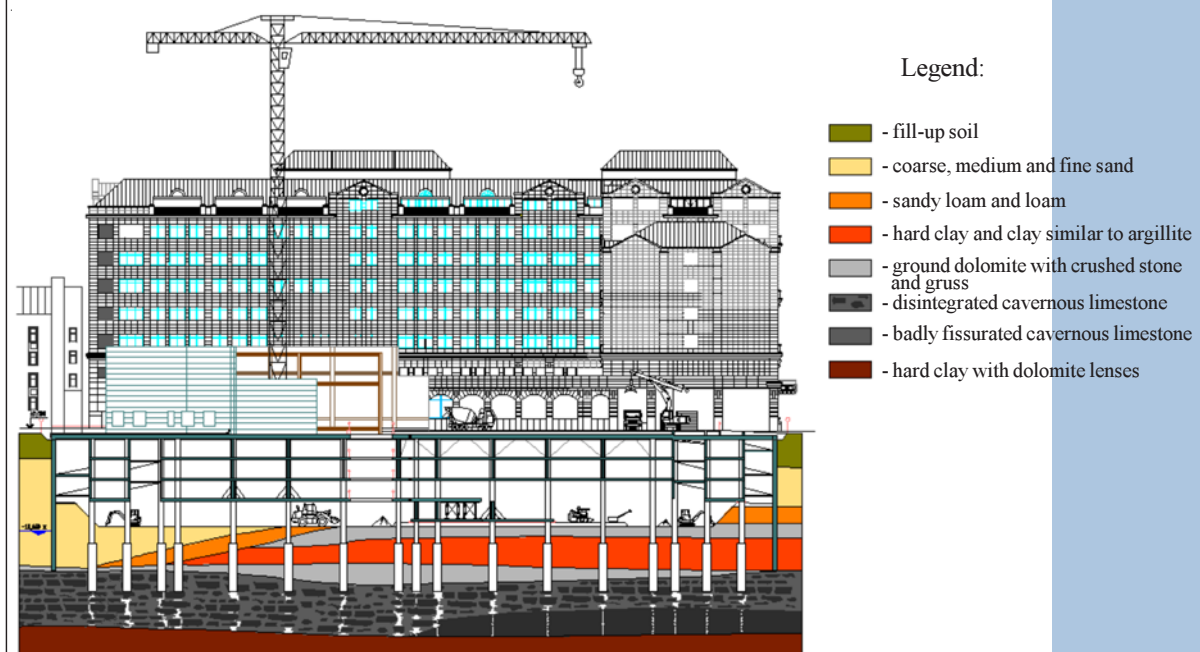 Legend:
- fill-up soil
- coarse, medium and fine sand
- sandy loam and loam
- hard clay and clay similar to argillite
- ground dolomite with crushed stone
and gruss
- disintegrated cavernous limestone
- badly fissurated cavernous limestone
- hard clay with dolomite lenses